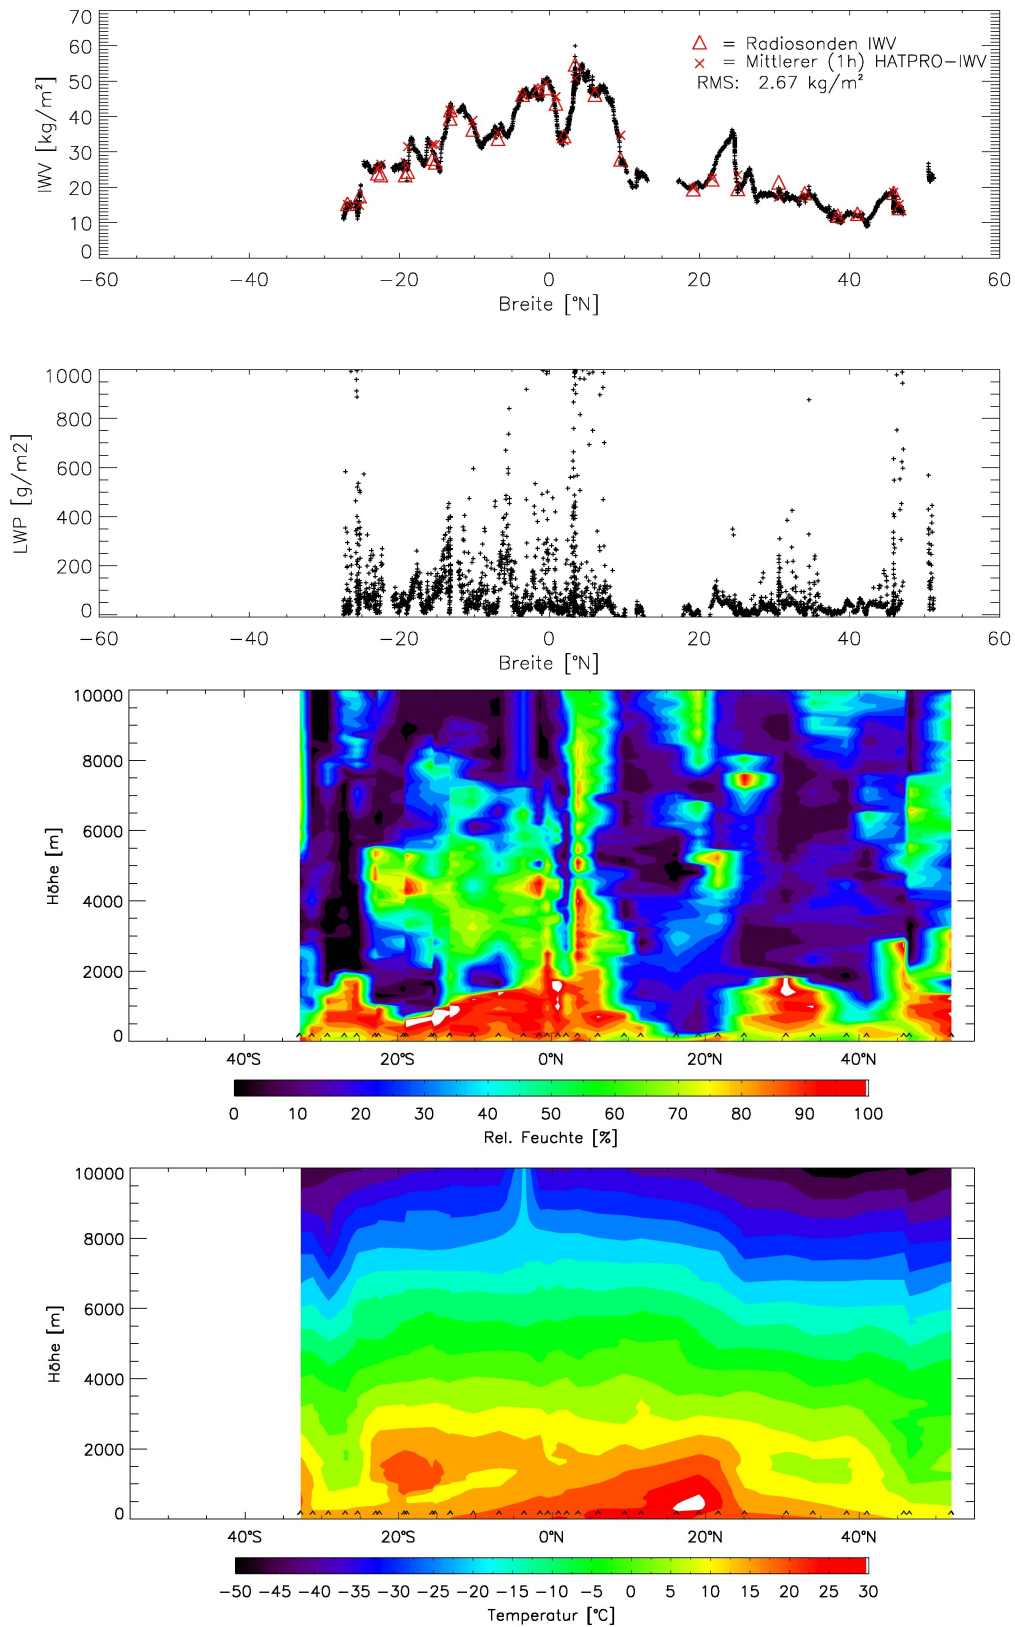 70
60
50
40
30
20
10
0
IWV [kg/m²]
△ = Radiosonden IWV
× = Mittlerer (1h) HATPRO-IWV
RMS: 2.67 kg/m²
-60 -40 -20 0 20 40 60
Breite [°N]
1000
800
600
400
200
0
LWP [g/m2]
-60 -40 -20 0 20 40 60
Breite [°N]
10000
8000
6000
4000
2000
0
Höhe [m]
40°S 20°S 0°N 20°N 40°N
0 10 20 30 40 50 60 70 80 90 100
Rel. Feuchte [%]
10000
8000
6000
4000
2000
0
Höhe [m]
40°S 20°S 0°N 20°N 40°N
-50 -45 -40 -35 -30 -25 -20 -15 -10 -5 0 5 10 15 20 25 30
Temperatur [°C]